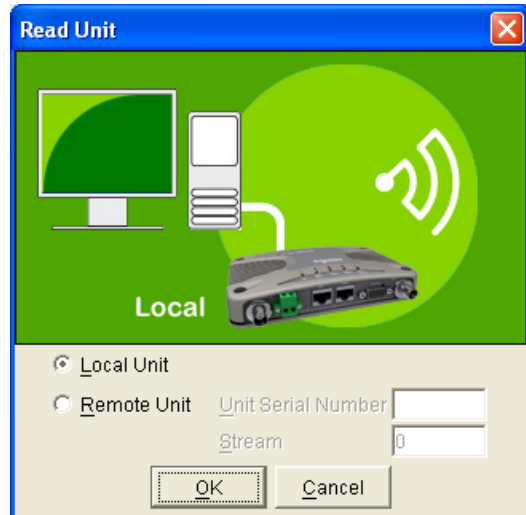 Read Unit
Local
Local Unit
Remote Unit Unit Serial Number
Stream 0
OK Cancel